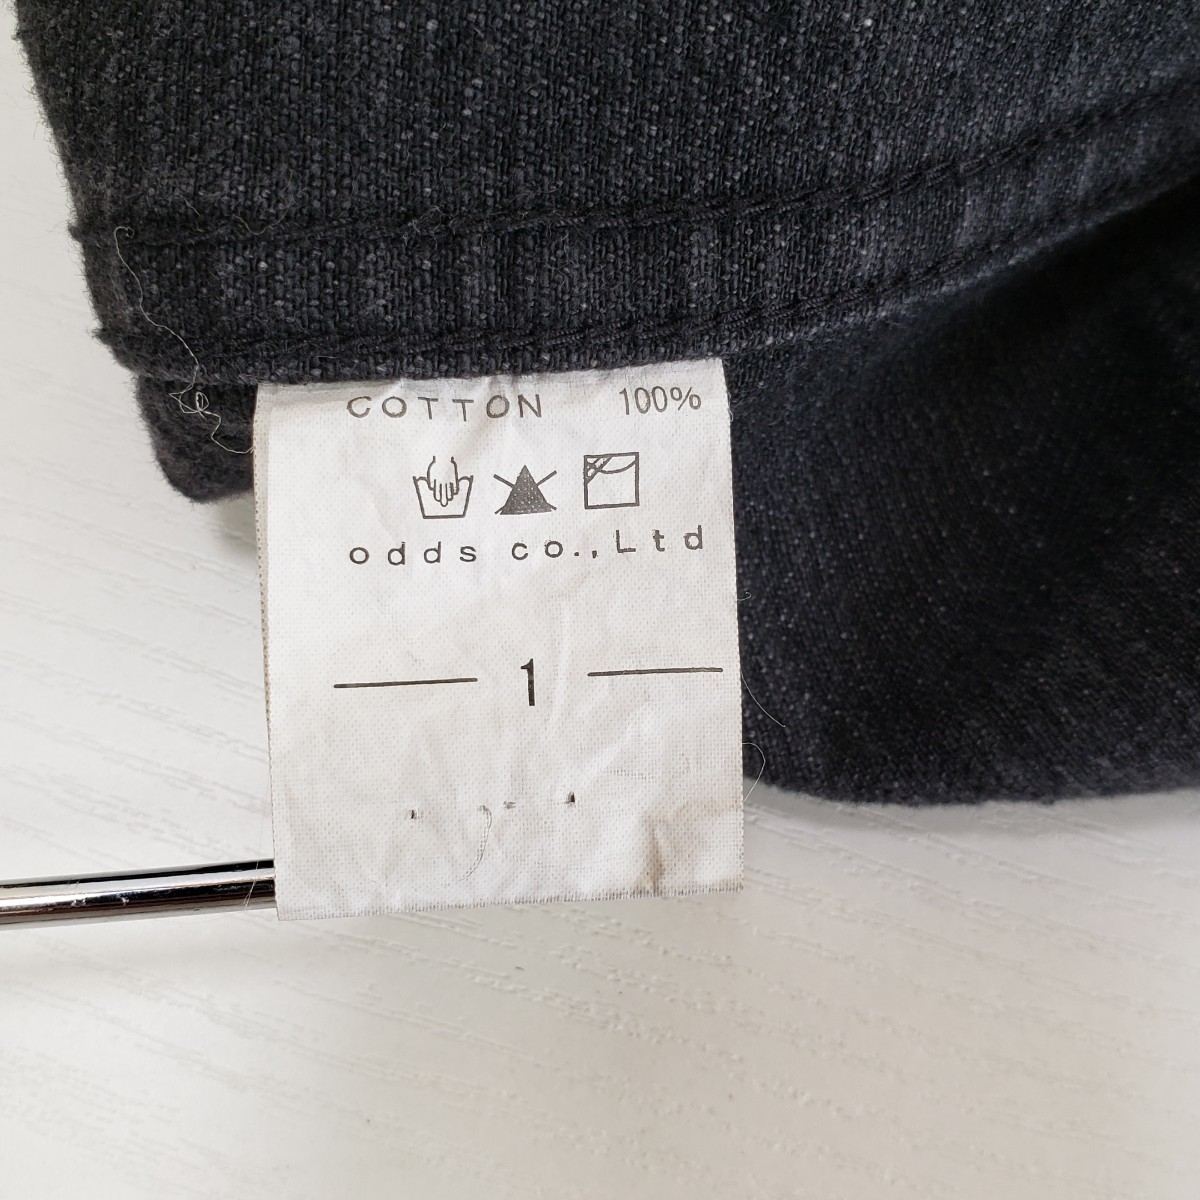 COTTON 100%
odds co.,Ltd
1